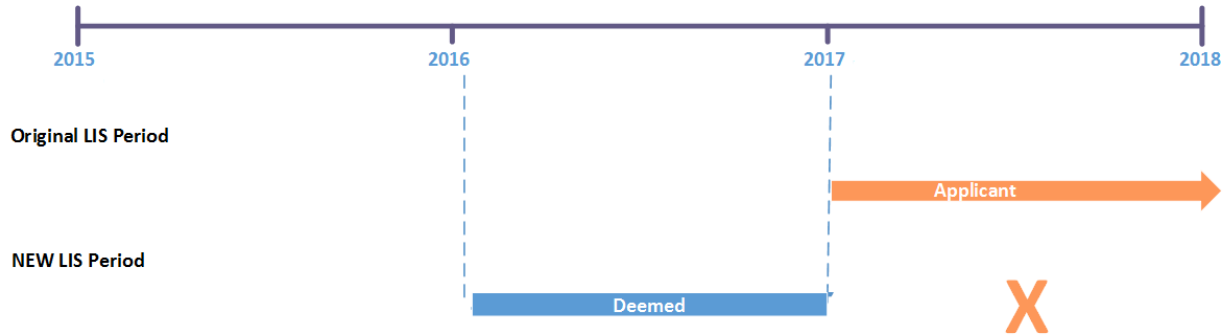 2015 2016 2017 2018
Original LIS Period
Applicant
NEW LIS Period
Deemed
X